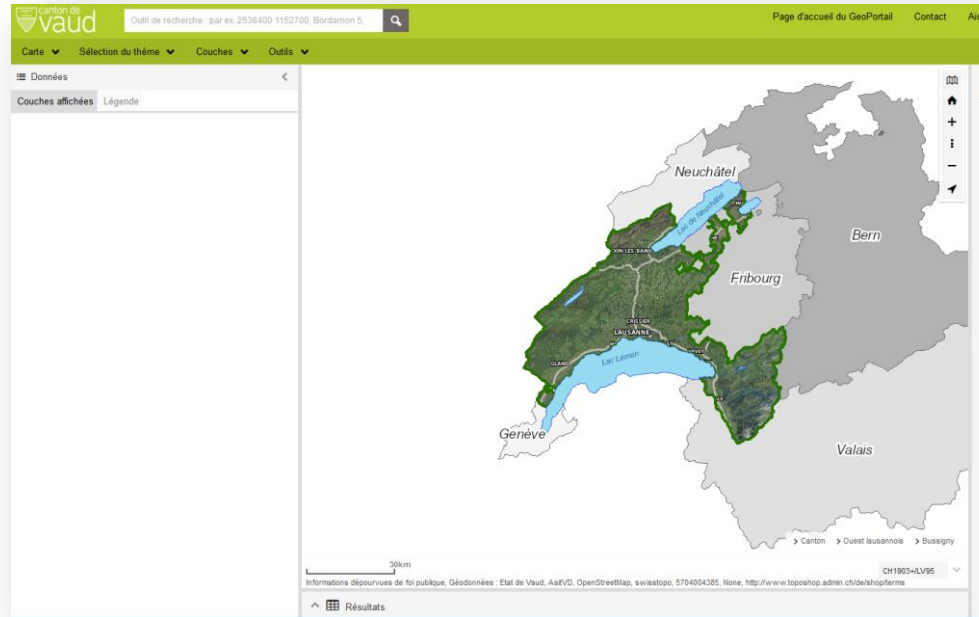 canton de
vaud
Outil de recherche : par ex. 2538400 1152700, Bordamon 5,
Page d'accueil du GeoPortail Contact
Carte Sélection du thème Couches Outils
Données
Couches affichées Légende
Neuchâtel
Lac de Neuchâtel
Bern
Fribourg
LAUSANNE
Lac Léman
GLAND
VEVEY
Genève
Valais
Canton Ouest lausannois Bussigny
30km
CH1903+/LV95
Informations dépourvues de foi publique, Géodonnées : Etat de Vaud, AsitVD, OpenStreetMap, swisstopo, 5704004385, None, http://www.toposhop.admin.ch/de/shop/terms
Résultats